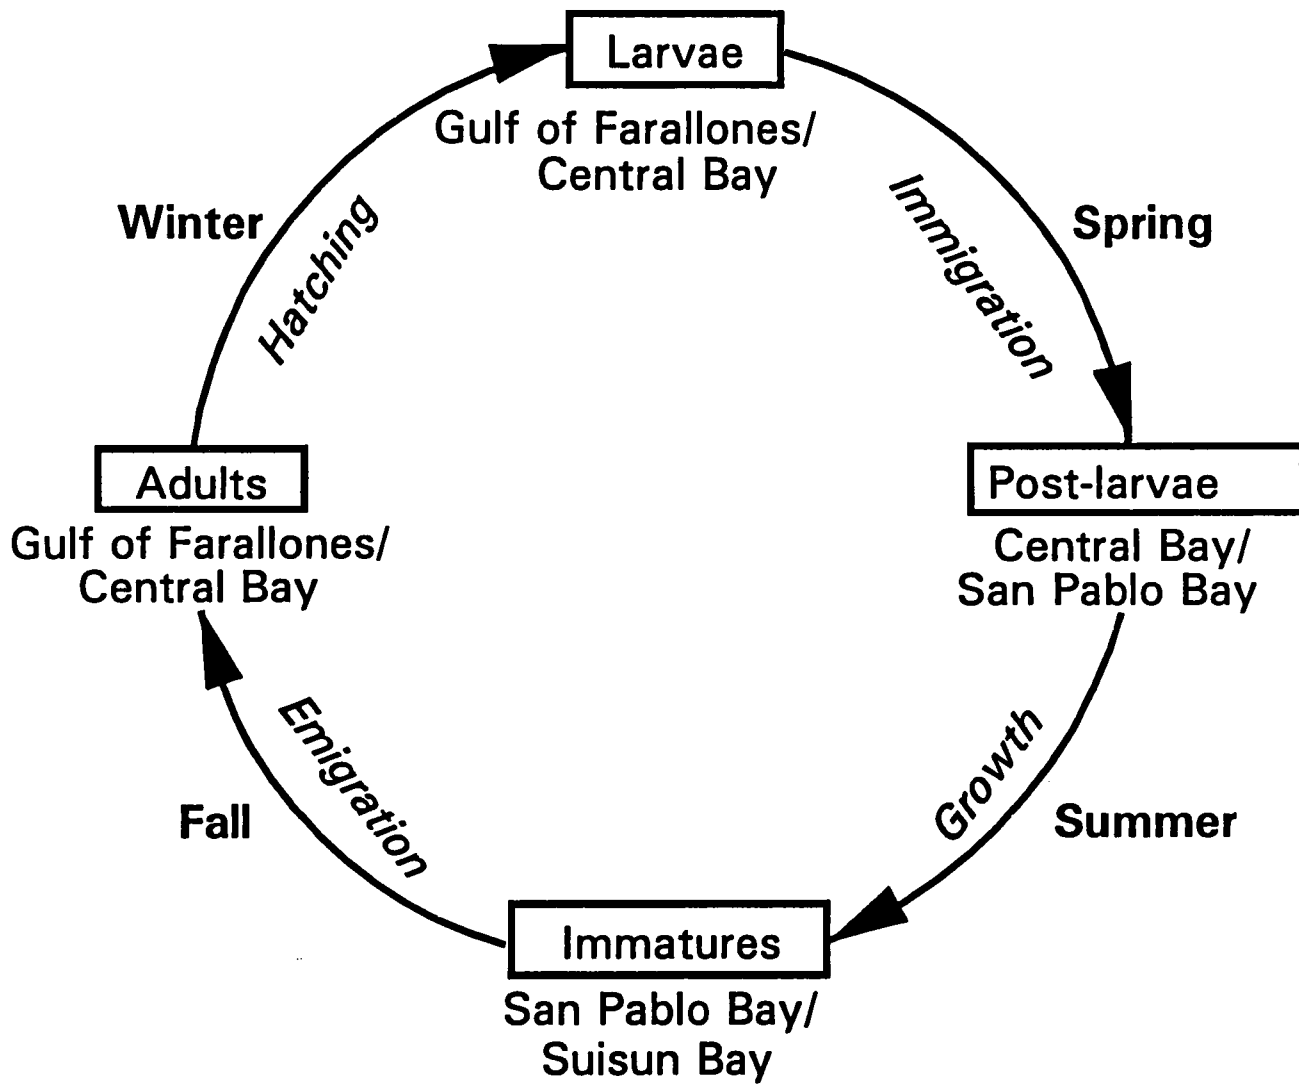 Larvae
Gulf of Farallones/
Central Bay
Winter
Hatching
Immigration
Spring
Adults
Gulf of Farallones/
Central Bay
Post-larvae
Central Bay/
San Pablo Bay
Emigration
Fall
Growth
Summer
Immatures
San Pablo Bay/
Suisun Bay